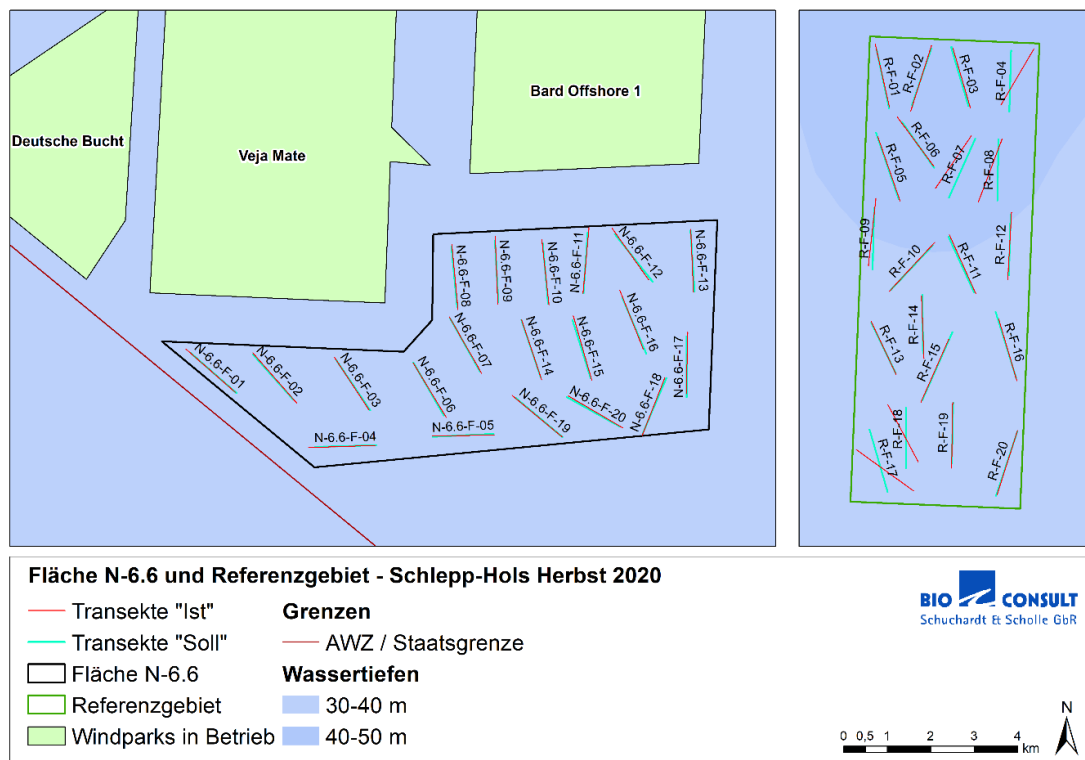 Deutsche Bucht
Veja Mate
Bard Offshore 1
N-6.6-F-01
N-6.6-F-02
N-6.6-F-03
N-6.6-F-04
N-6.6-F-05
N-6.6-F-06
N-6.6-F-07
N-6.6-F-08
N-6.6-F-09
N-6.6-F-10
N-6.6-F-11
N-6.6-F-12
N-6.6-F-13
N-6.6-F-14
N-6.6-F-15
N-6.6-F-16
N-6.6-F-17
N-6.6-F-18
N-6.6-F-19
N-6.6-F-20
R-F-01
R-F-02
R-F-03
R-F-04
R-F-05
R-F-06
R-F-07
R-F-08
R-F-09
R-F-10
R-F-11
R-F-12
R-F-13
R-F-14
R-F-15
R-F-16
R-F-17
R-F-18
R-F-19
R-F-20
Fläche N-6.6 und Referenzgebiet - Schlepp-Hols Herbst 2020
Transekte "Ist"
Transekte "Soll"
Fläche N-6.6
Referenzgebiet
Windparks in Betrieb
Grenzen
AWZ / Staatsgrenze
Wassertiefen
30-40 m
40-50 m
BIO CONSULT
Schuchardt & Scholle GbR
N
0 0,5 1 2 3 4
km